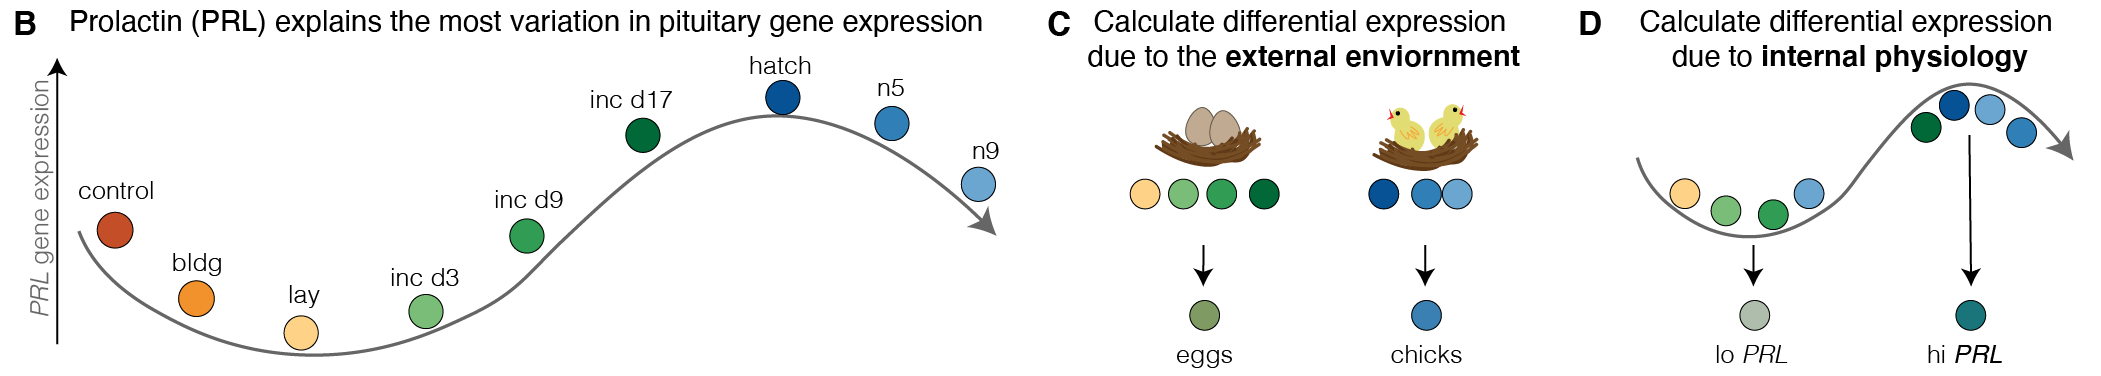 B Prolactin (PRL) explains the most variation in pituitary gene expression
PRL gene expression
control
bldg
lay
inc d3
inc d9
inc d17
hatch
n5
n9
C Calculate differential expression
due to the external enviornment
eggs
chicks
D Calculate differential expression
due to internal physiology
lo PRL
hi PRL